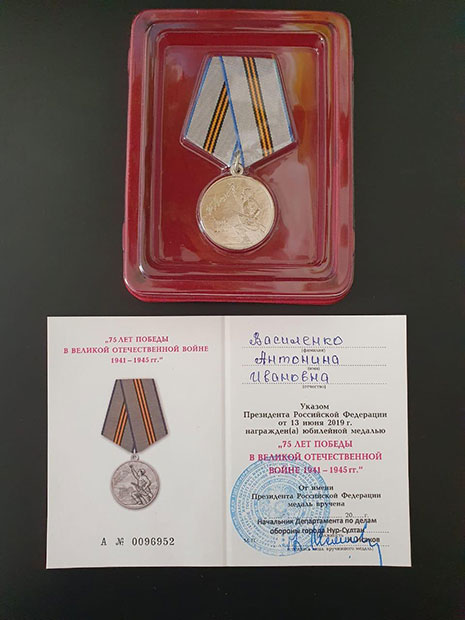 „75 ЛЕТ ПОБЕДЫ
В ВЕЛИКОЙ ОТЕЧЕСТВЕННОЙ ВОЙНЕ
1941–1945 гг."
А № 0096952
Василенко
(фамилия)
Антонина
(имя)
Ивановна
(отчество)
Указом
Президента Российской Федерации
от 13 июня 2019 г.
награжден(а) юбилейной медалью
„75 ЛЕТ ПОБЕДЫ
В ВЕЛИКОЙ ОТЕЧЕСТВЕННОЙ
ВОЙНЕ 1941–1945 гг."
От имени
Президента Российской Федерации
медаль вручена
20 г.
Начальник Департамента по делам
обороны города Нур-Султан
М.П.